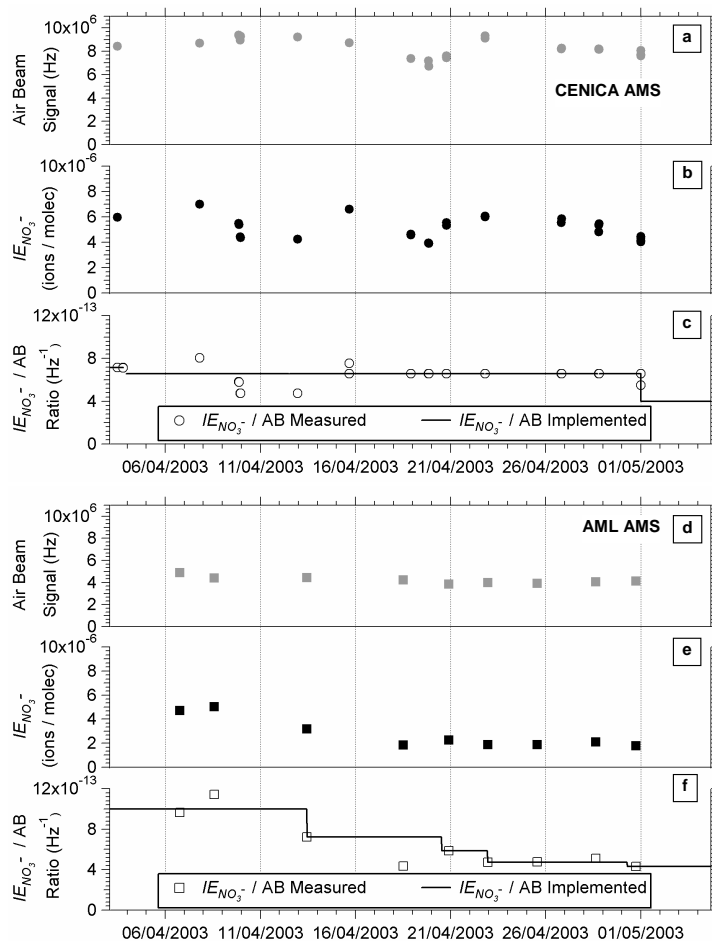 a
Air Beam
Signal (Hz)
10x10⁶
8
6
4
2
0
CENICA AMS
b
IE_NO₃⁻
(ions / molec)
10x10⁻⁶
8
6
4
2
0
c
IE_NO₃⁻ / AB
Ratio (Hz⁻¹)
12x10⁻¹³
8
4
0
IE_NO₃⁻ / AB Measured
IE_NO₃⁻ / AB Implemented
06/04/2003 11/04/2003 16/04/2003 21/04/2003 26/04/2003 01/05/2003
d
Air Beam
Signal (Hz)
10x10⁶
8
6
4
2
0
AML AMS
e
IE_NO₃⁻
(ions / molec)
10x10⁻⁶
8
6
4
2
0
f
IE_NO₃⁻ / AB
Ratio (Hz⁻¹)
12x10⁻¹³
8
4
0
IE_NO₃⁻ / AB Measured
IE_NO₃⁻ / AB Implemented
06/04/2003 11/04/2003 16/04/2003 21/04/2003 26/04/2003 01/05/2003